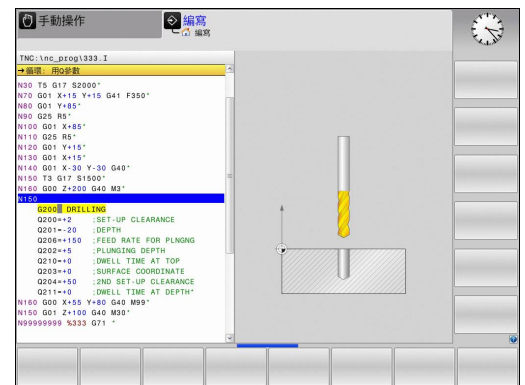 手動操作
編寫
編寫
TNC:\nc_prog\333.I
→循環: 用Q參數
N30 T5 G17 S2000*
N70 G01 X+15 Y+15 G41 F350*
N80 G01 Y+85*
N90 G25 R5*
N100 G01 X+85*
N110 G25 R5*
N120 G01 Y+15*
N130 G01 X+15*
N140 G01 X-30 Y-30 G40*
N150 T3 G17 S1500*
N160 G00 Z+200 G40 M3*
N150
G200 DRILLING
Q200=+2 ;SET-UP CLEARANCE
Q201=-20 ;DEPTH
Q206=+150 ;FEED RATE FOR PLNGNG
Q202=+5 ;PLUNGING DEPTH
Q210=+0 ;DWELL TIME AT TOP
Q203=+0 ;SURFACE COORDINATE
Q204=+50 ;2ND SET-UP CLEARANCE
Q211=+0 ;DWELL TIME AT DEPTH*
N160 G00 X+55 Y+80 G40 M99*
N150 G01 Z+100 G40 M30*
N99999999 %333 G71 *